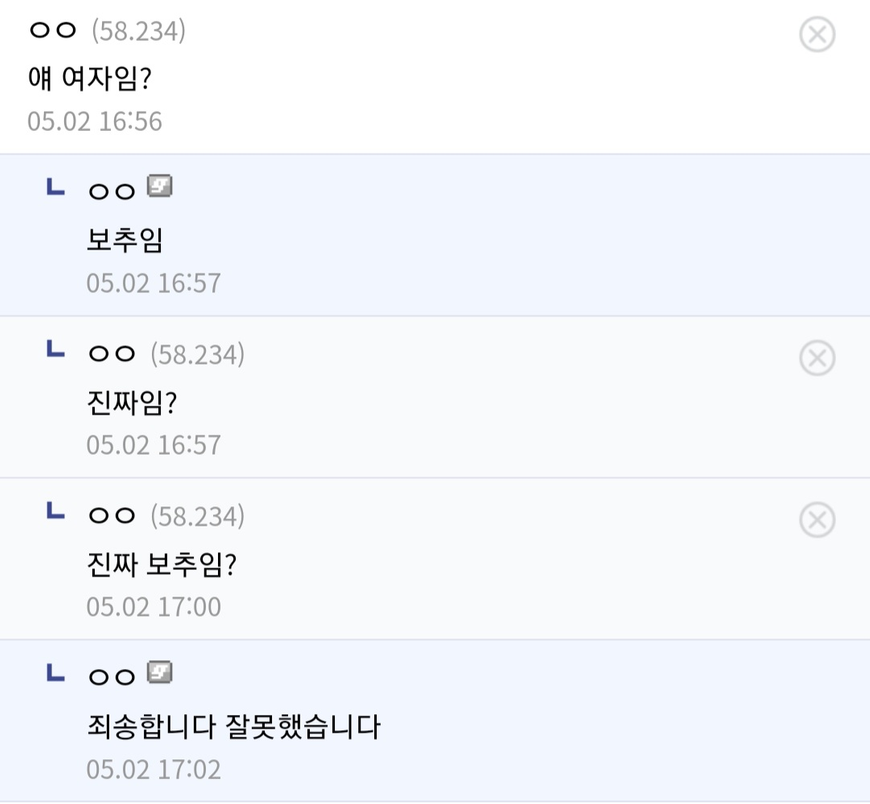 ㅇㅇ (58.234)
얘 여자임?
05.02 16:56
ㅇㅇ
보추임
05.02 16:57
ㅇㅇ (58.234)
진짜임?
05.02 16:57
ㅇㅇ (58.234)
진짜 보추임?
05.02 17:00
ㅇㅇ
죄송합니다 잘못했습니다
05.02 17:02